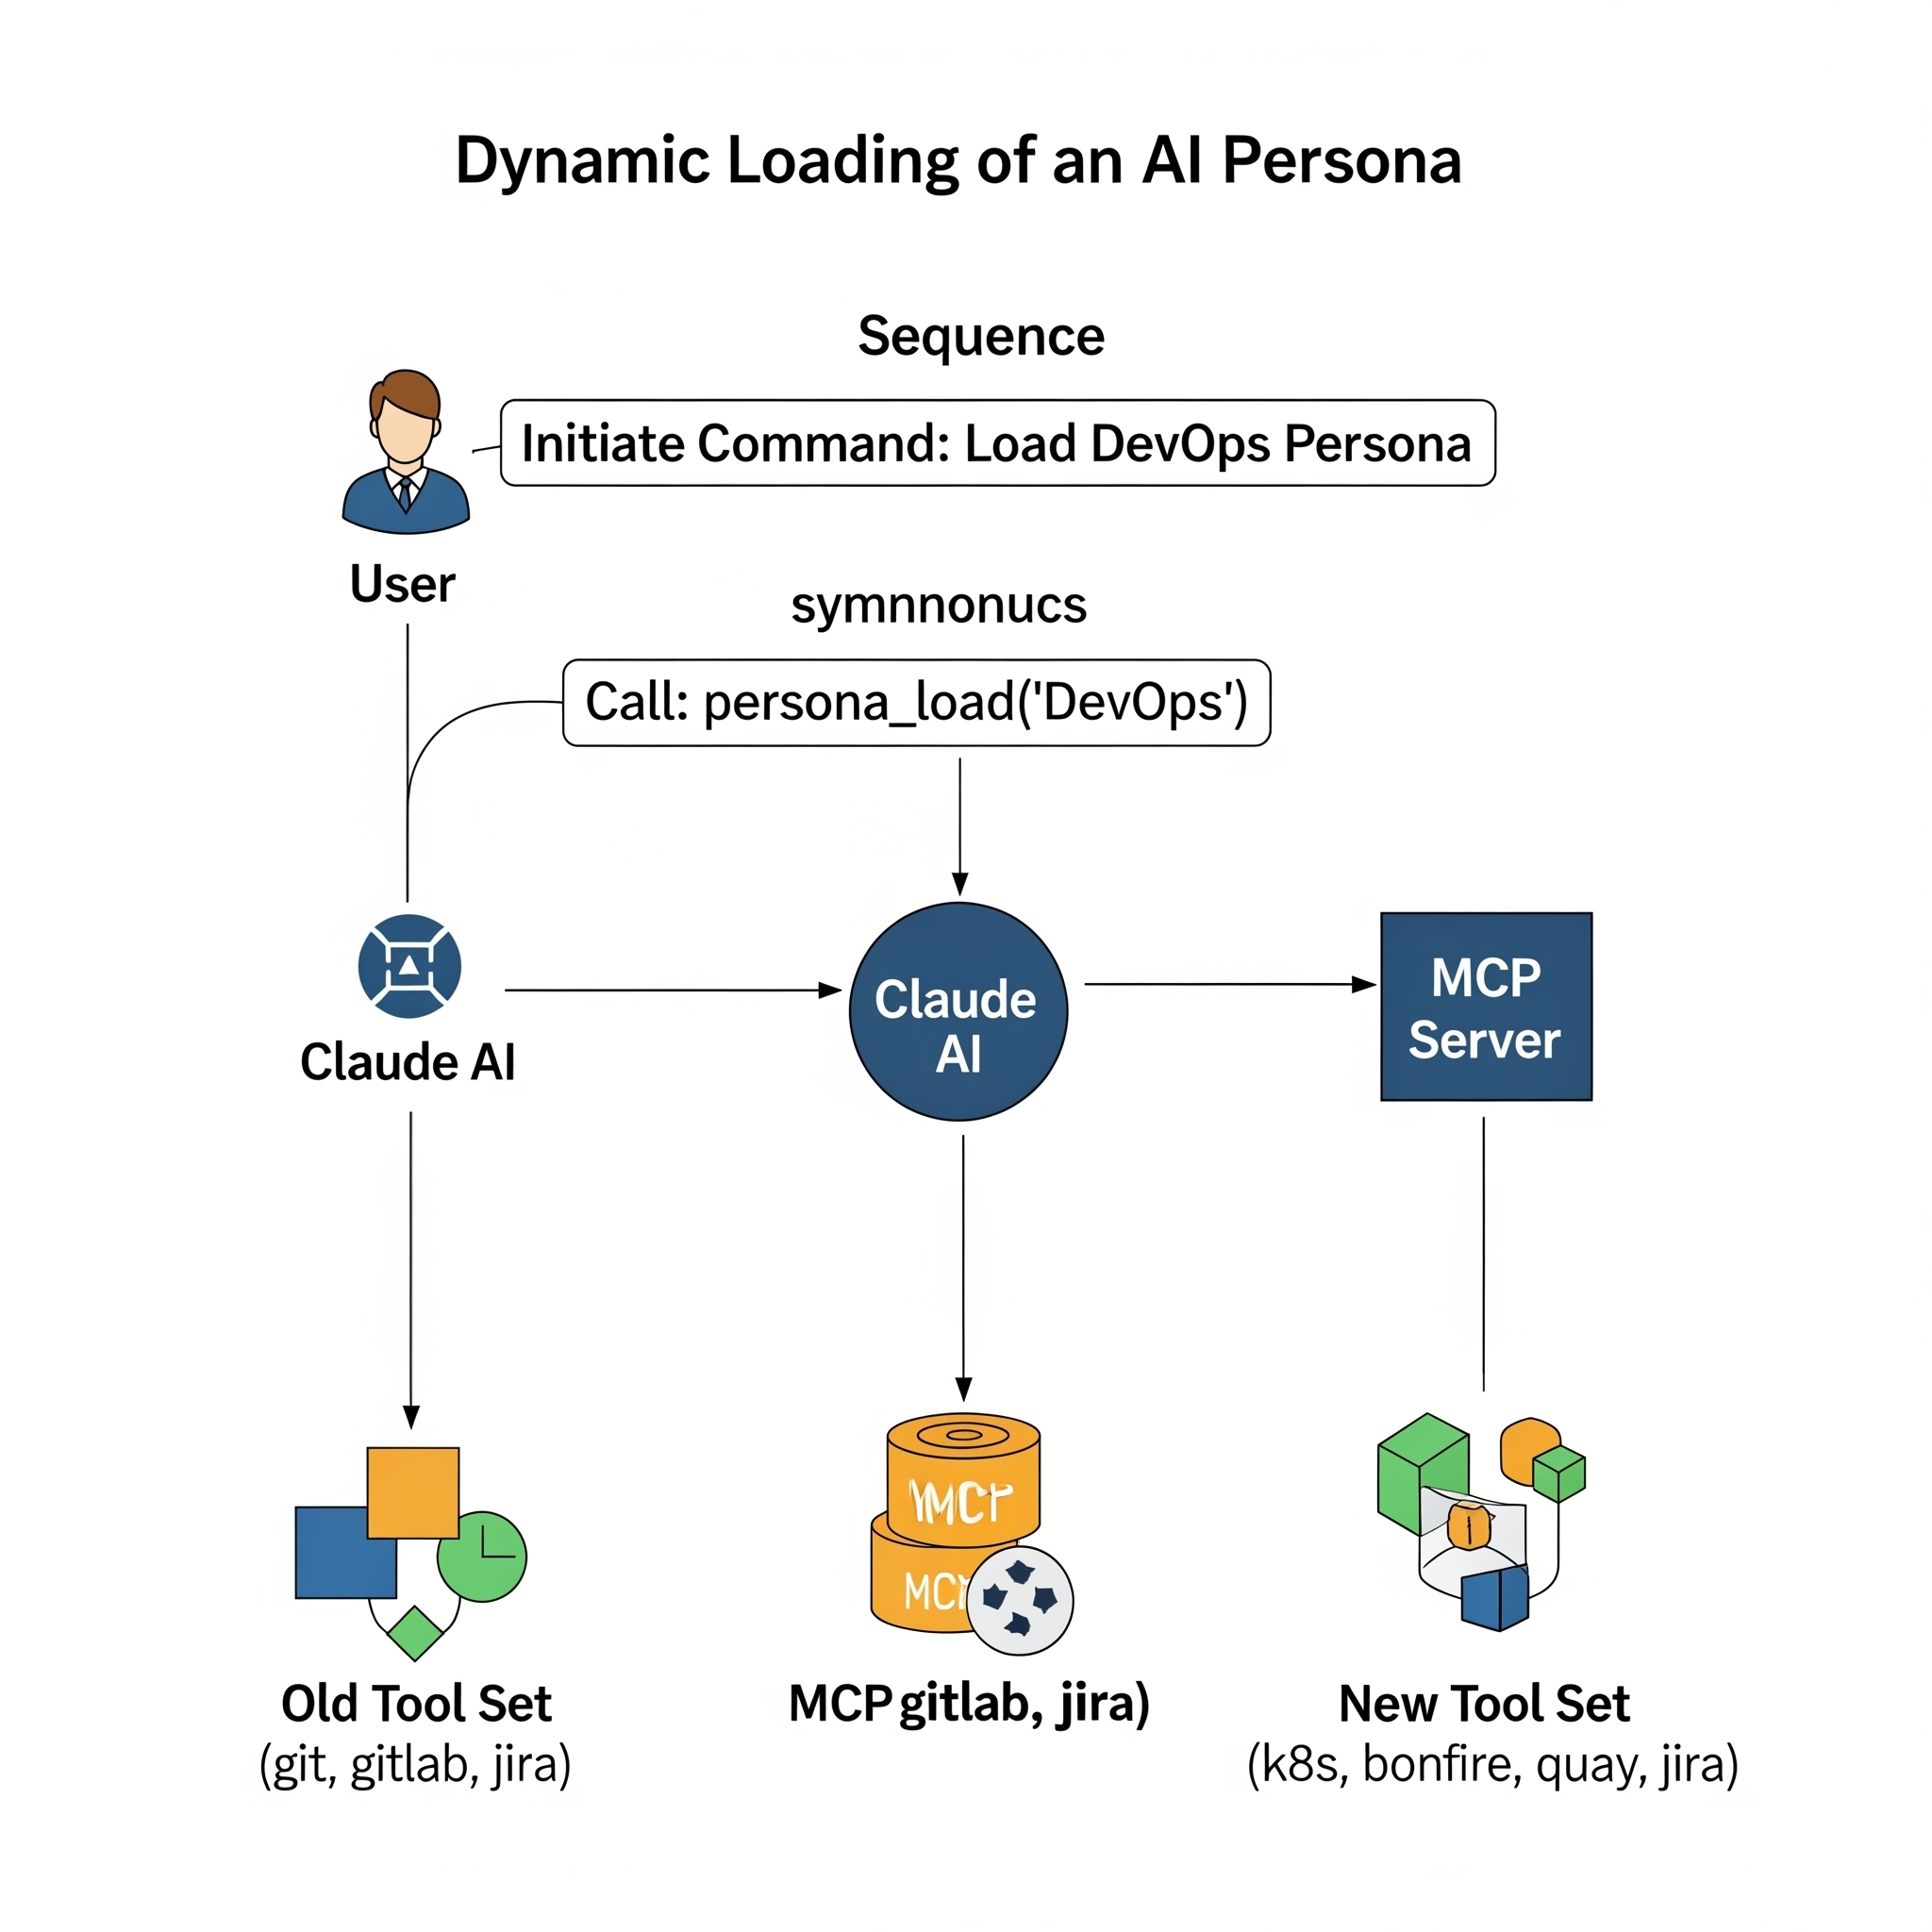 Dynamic Loading of an AI Persona
Sequence
Initiate Command: Load DevOps Persona
User
symnnonucs
Call: persona_load('DevOps')
Claude AI
Claude
AI
MCP
Server
MCP gitlab, jira)
Old Tool Set
(git, gitlab, jira)
New Tool Set
(k8s, bonfire, quay, jira)